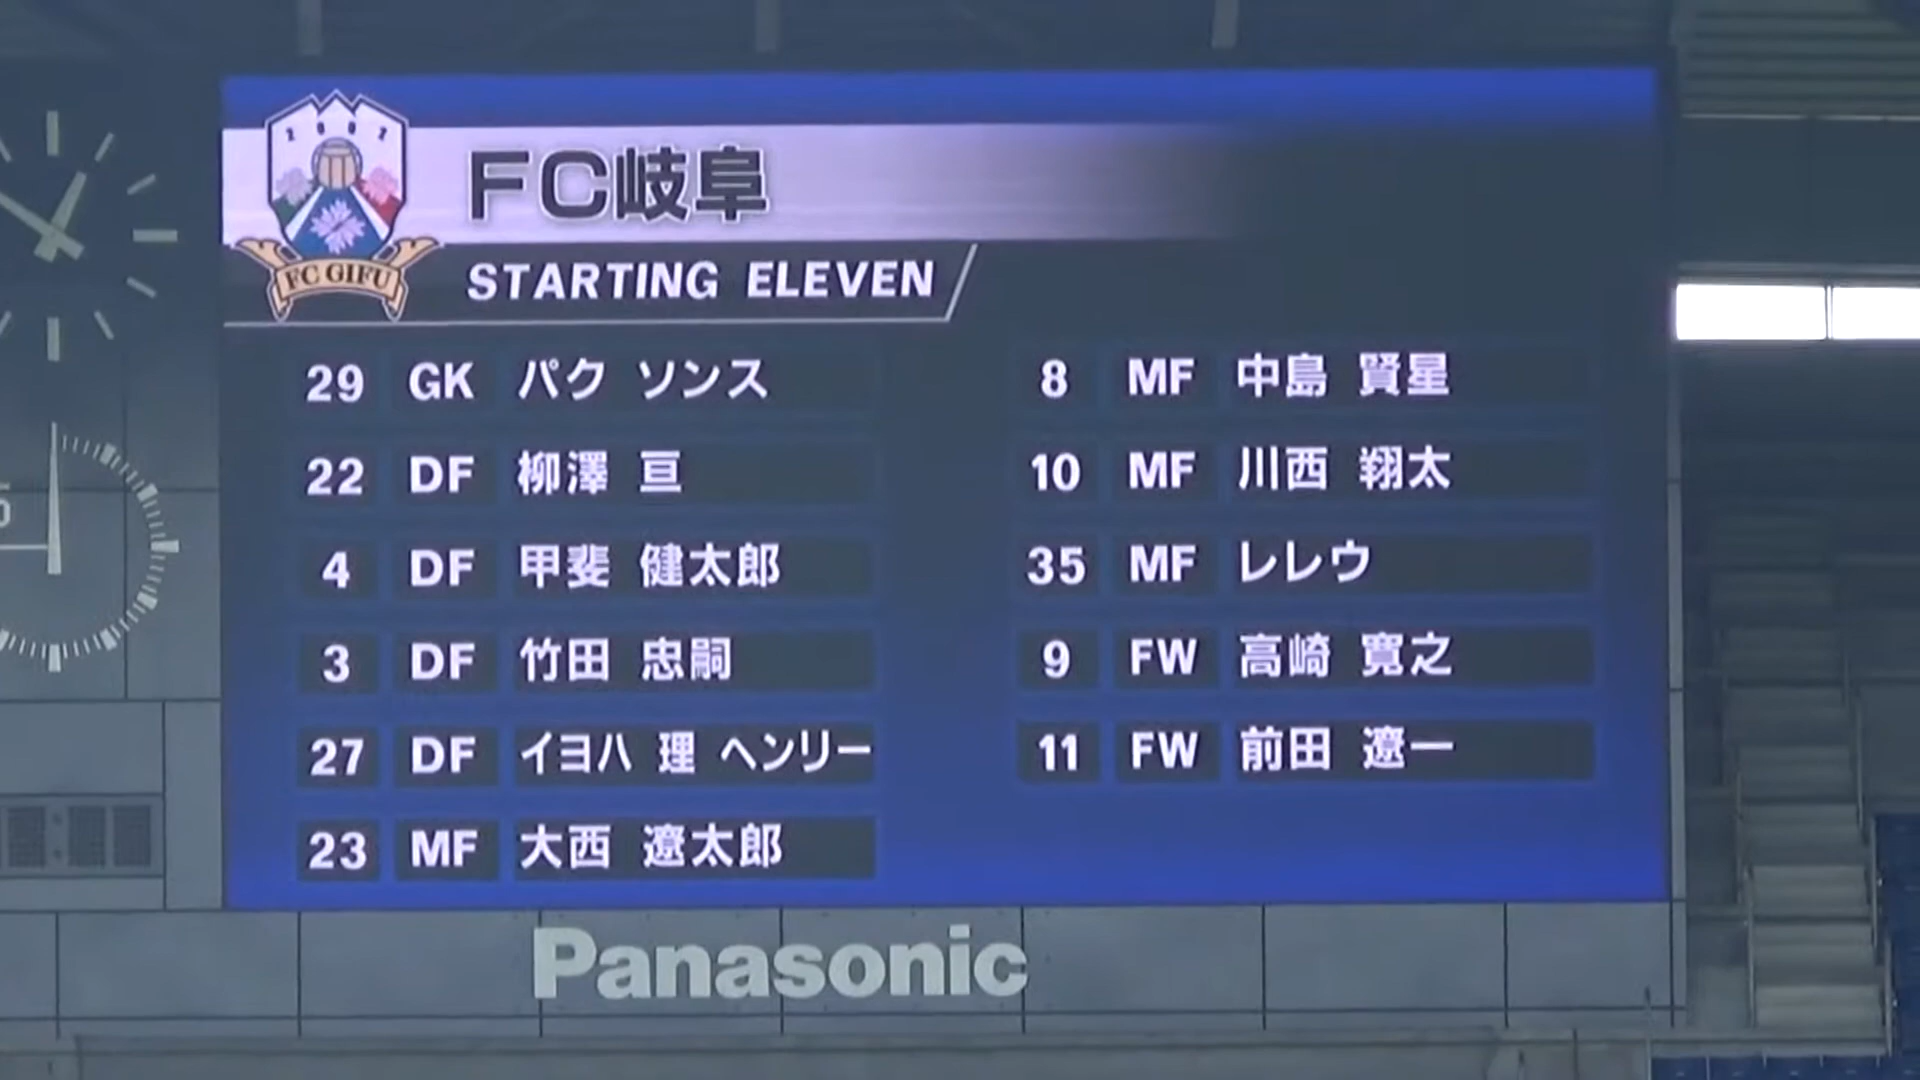 2002
FC GIFU
FC岐阜
STARTING ELEVEN
29 GK パク ソンス
22 DF 柳澤 亘
4 DF 甲斐 健太郎
3 DF 竹田 忠嗣
27 DF イヨハ 理 ヘンリー
23 MF 大西 遼太郎
8 MF 中島 賢星
10 MF 川西 翔太
35 MF レレウ
9 FW 高崎 寛之
11 FW 前田 遼一
Panasonic